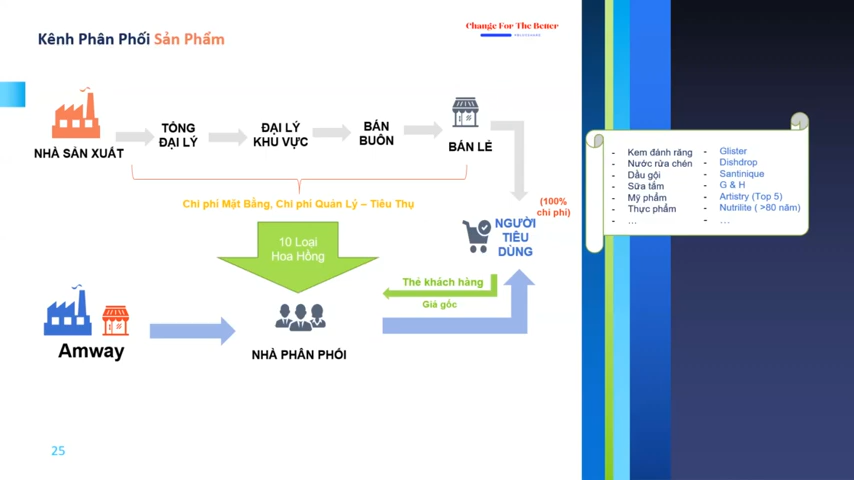 Change For The Better
Kênh Phân Phối Sản Phẩm
NHÀ SẢN XUẤT
TỔNG
ĐẠI LÝ
ĐẠI LÝ
KHU VỰC
BÁN
BUÔN
BÁN LẺ
Chi phí Mặt Bằng, Chi phí Quản Lý – Tiêu Thụ
(100%
chi phí)
10 Loại
Hoa Hồng
NGƯỜI
TIÊU
DÙNG
Thẻ khách hàng
Giá gốc
Amway
NHÀ PHÂN PHỐI
- Kem đánh răng - Glister
- Nước rửa chén - Dishdrop
- Dầu gội - Santinique
- Sữa tắm - G & H
- Mỹ phẩm - Artistry (Top 5)
- Thực phẩm - Nutrilite ( >80 năm)
- … - …
25